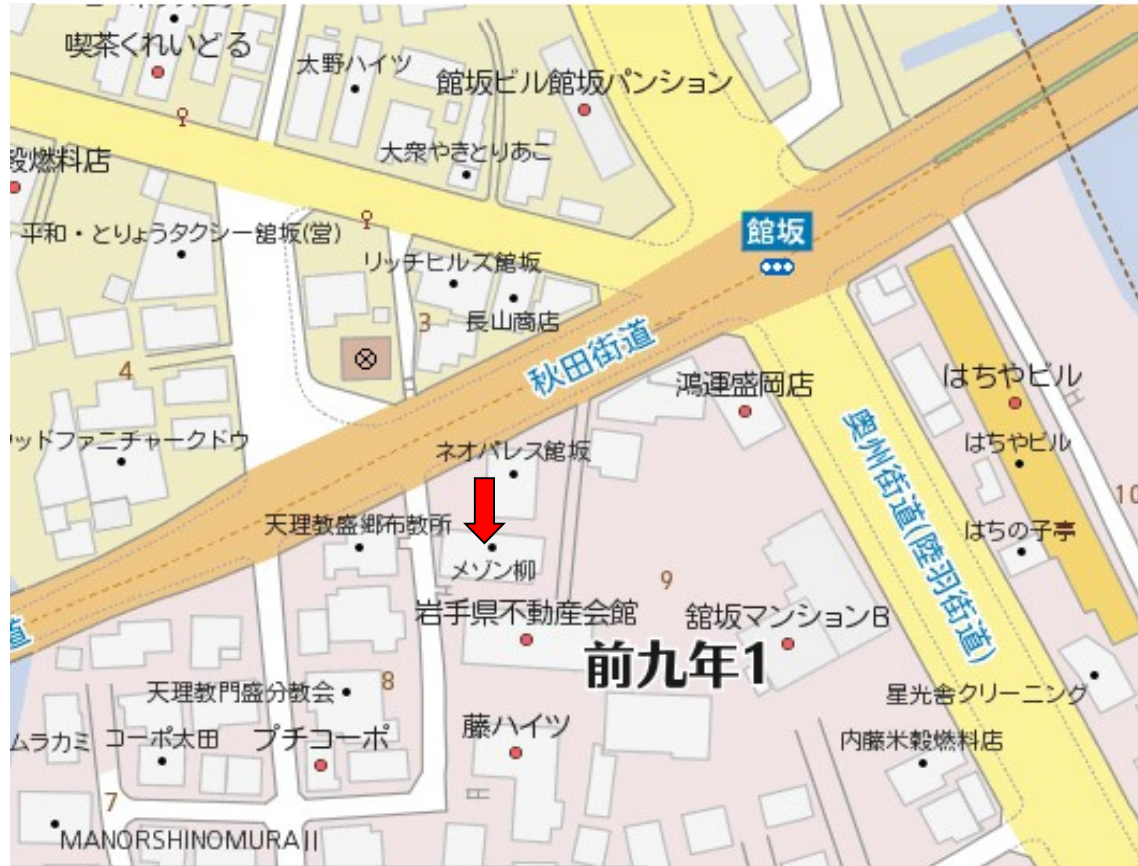 喫茶くれいどる
太野ハイツ
館坂ビル館坂パンション
大衆やきとりあこ
穀燃料店
平和・とりょうタクシー舘坂(営)
リッチヒルズ館坂
館坂
3
長山商店
4
秋田街道
鴻運盛岡店
はちやビル
ッドファニチャークドウ
ネオパレス館坂
奥州街道(陸羽街道)
はちやビル
10
天理教盛郷布教所
はちの子亭
メゾン柳
9
岩手県不動産会館
舘坂マンションB
道
前九年1
天理教門盛分教会
8
星光舎クリーニング
ムラカミ
コーポ太田
プチコーポ
藤ハイツ
内藤米穀燃料店
7
MANORSHINOMURAⅡ